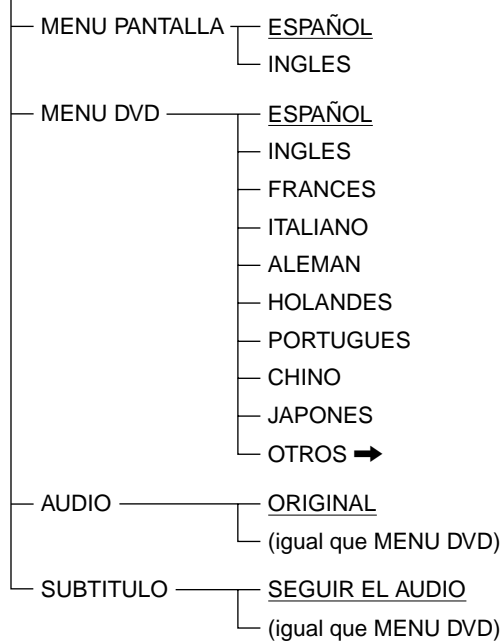 MENU PANTALLA ESPAÑOL
INGLES
MENU DVD ESPAÑOL
INGLES
FRANCES
ITALIANO
ALEMAN
HOLANDES
PORTUGUES
CHINO
JAPONES
OTROS ➡
AUDIO ORIGINAL
(igual que MENU DVD)
SUBTITULO SEGUIR EL AUDIO
(igual que MENU DVD)